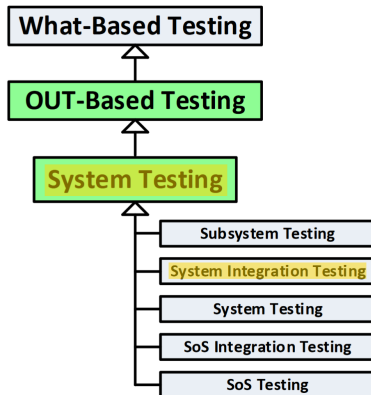 What-Based Testing
OUT-Based Testing
System Testing
Subsystem Testing
System Integration Testing
System Testing
SoS Integration Testing
SoS Testing